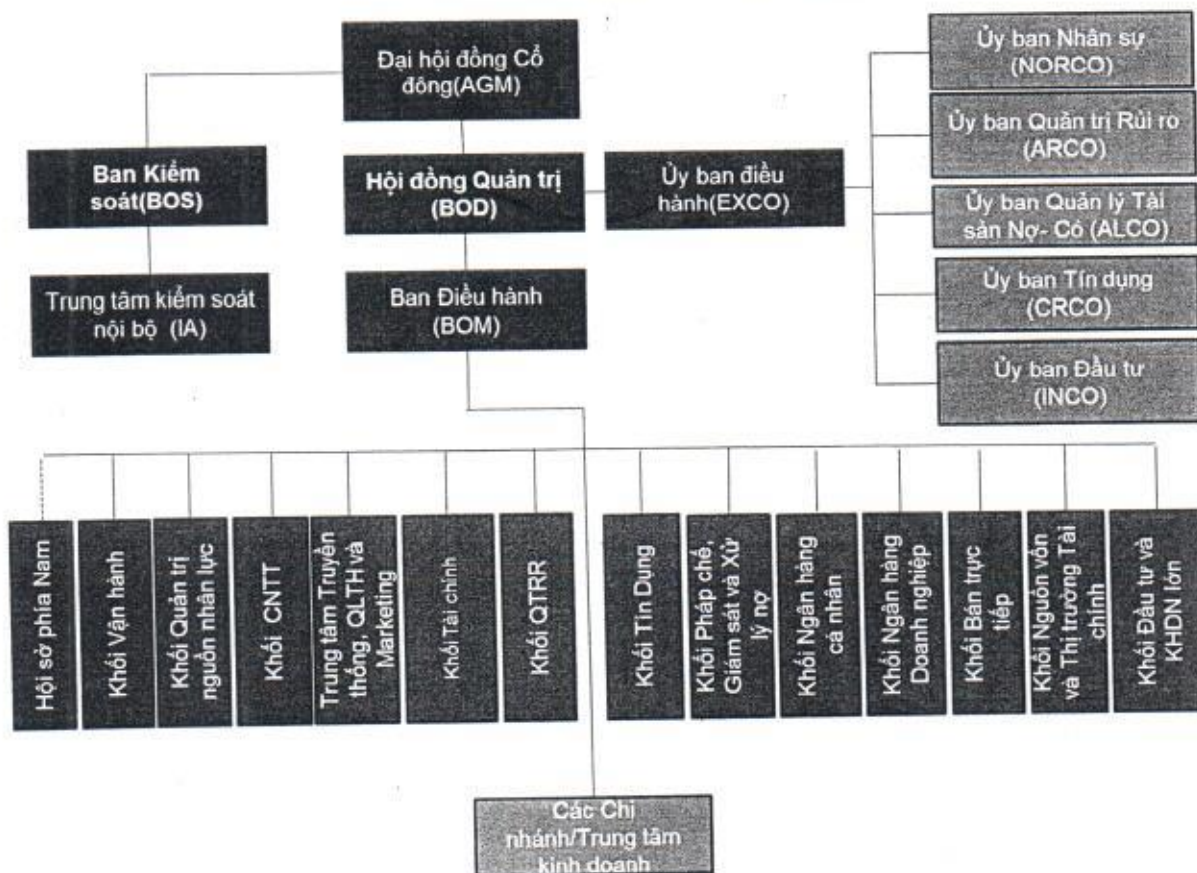 Đại hội đồng Cổ
đông(AGM)
Ban Kiểm
soát(BOS)
Hội đồng Quản trị
(BOD)
Ủy ban điều
hành(EXCO)
Trung tâm kiểm soát
nội bộ (IA)
Ban Điều hành
(BOM)
Ủy ban Nhân sự
(NORCO)
Ủy ban Quản trị Rủi ro
(ARCO)
Ủy ban Quản lý Tài
sản Nợ- Có (ALCO)
Ủy ban Tín dụng
(CRCO)
Ủy ban Đầu tư
(INCO)
Hội sở phía Nam
Khối Vận hành
Khối Quản trị
nguồn nhân lực
Khối CNTT
Trung tâm Truyền
thống, QLTH và
Marketing
Khối Tài chính
Khối QTRR
Khối Tín Dụng
Khối Pháp chế,
Giám sát và Xử
lý nợ
Khối Ngân hàng
cá nhân
Khối Ngân hàng
Doanh nghiệp
Khối Bán trực
tiếp
Khối Nguồn vốn
và Thị trường Tài
chính
Khối Đầu tư và
KHDN lớn
Các Chi
nhánh/Trung tâm
kinh doanh